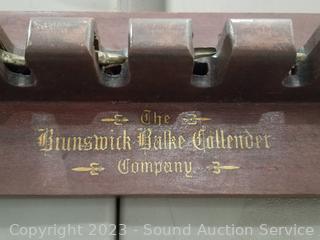 The
Brunswick Balke Collender
Company
Copyright 2023 - Sound Auction Service